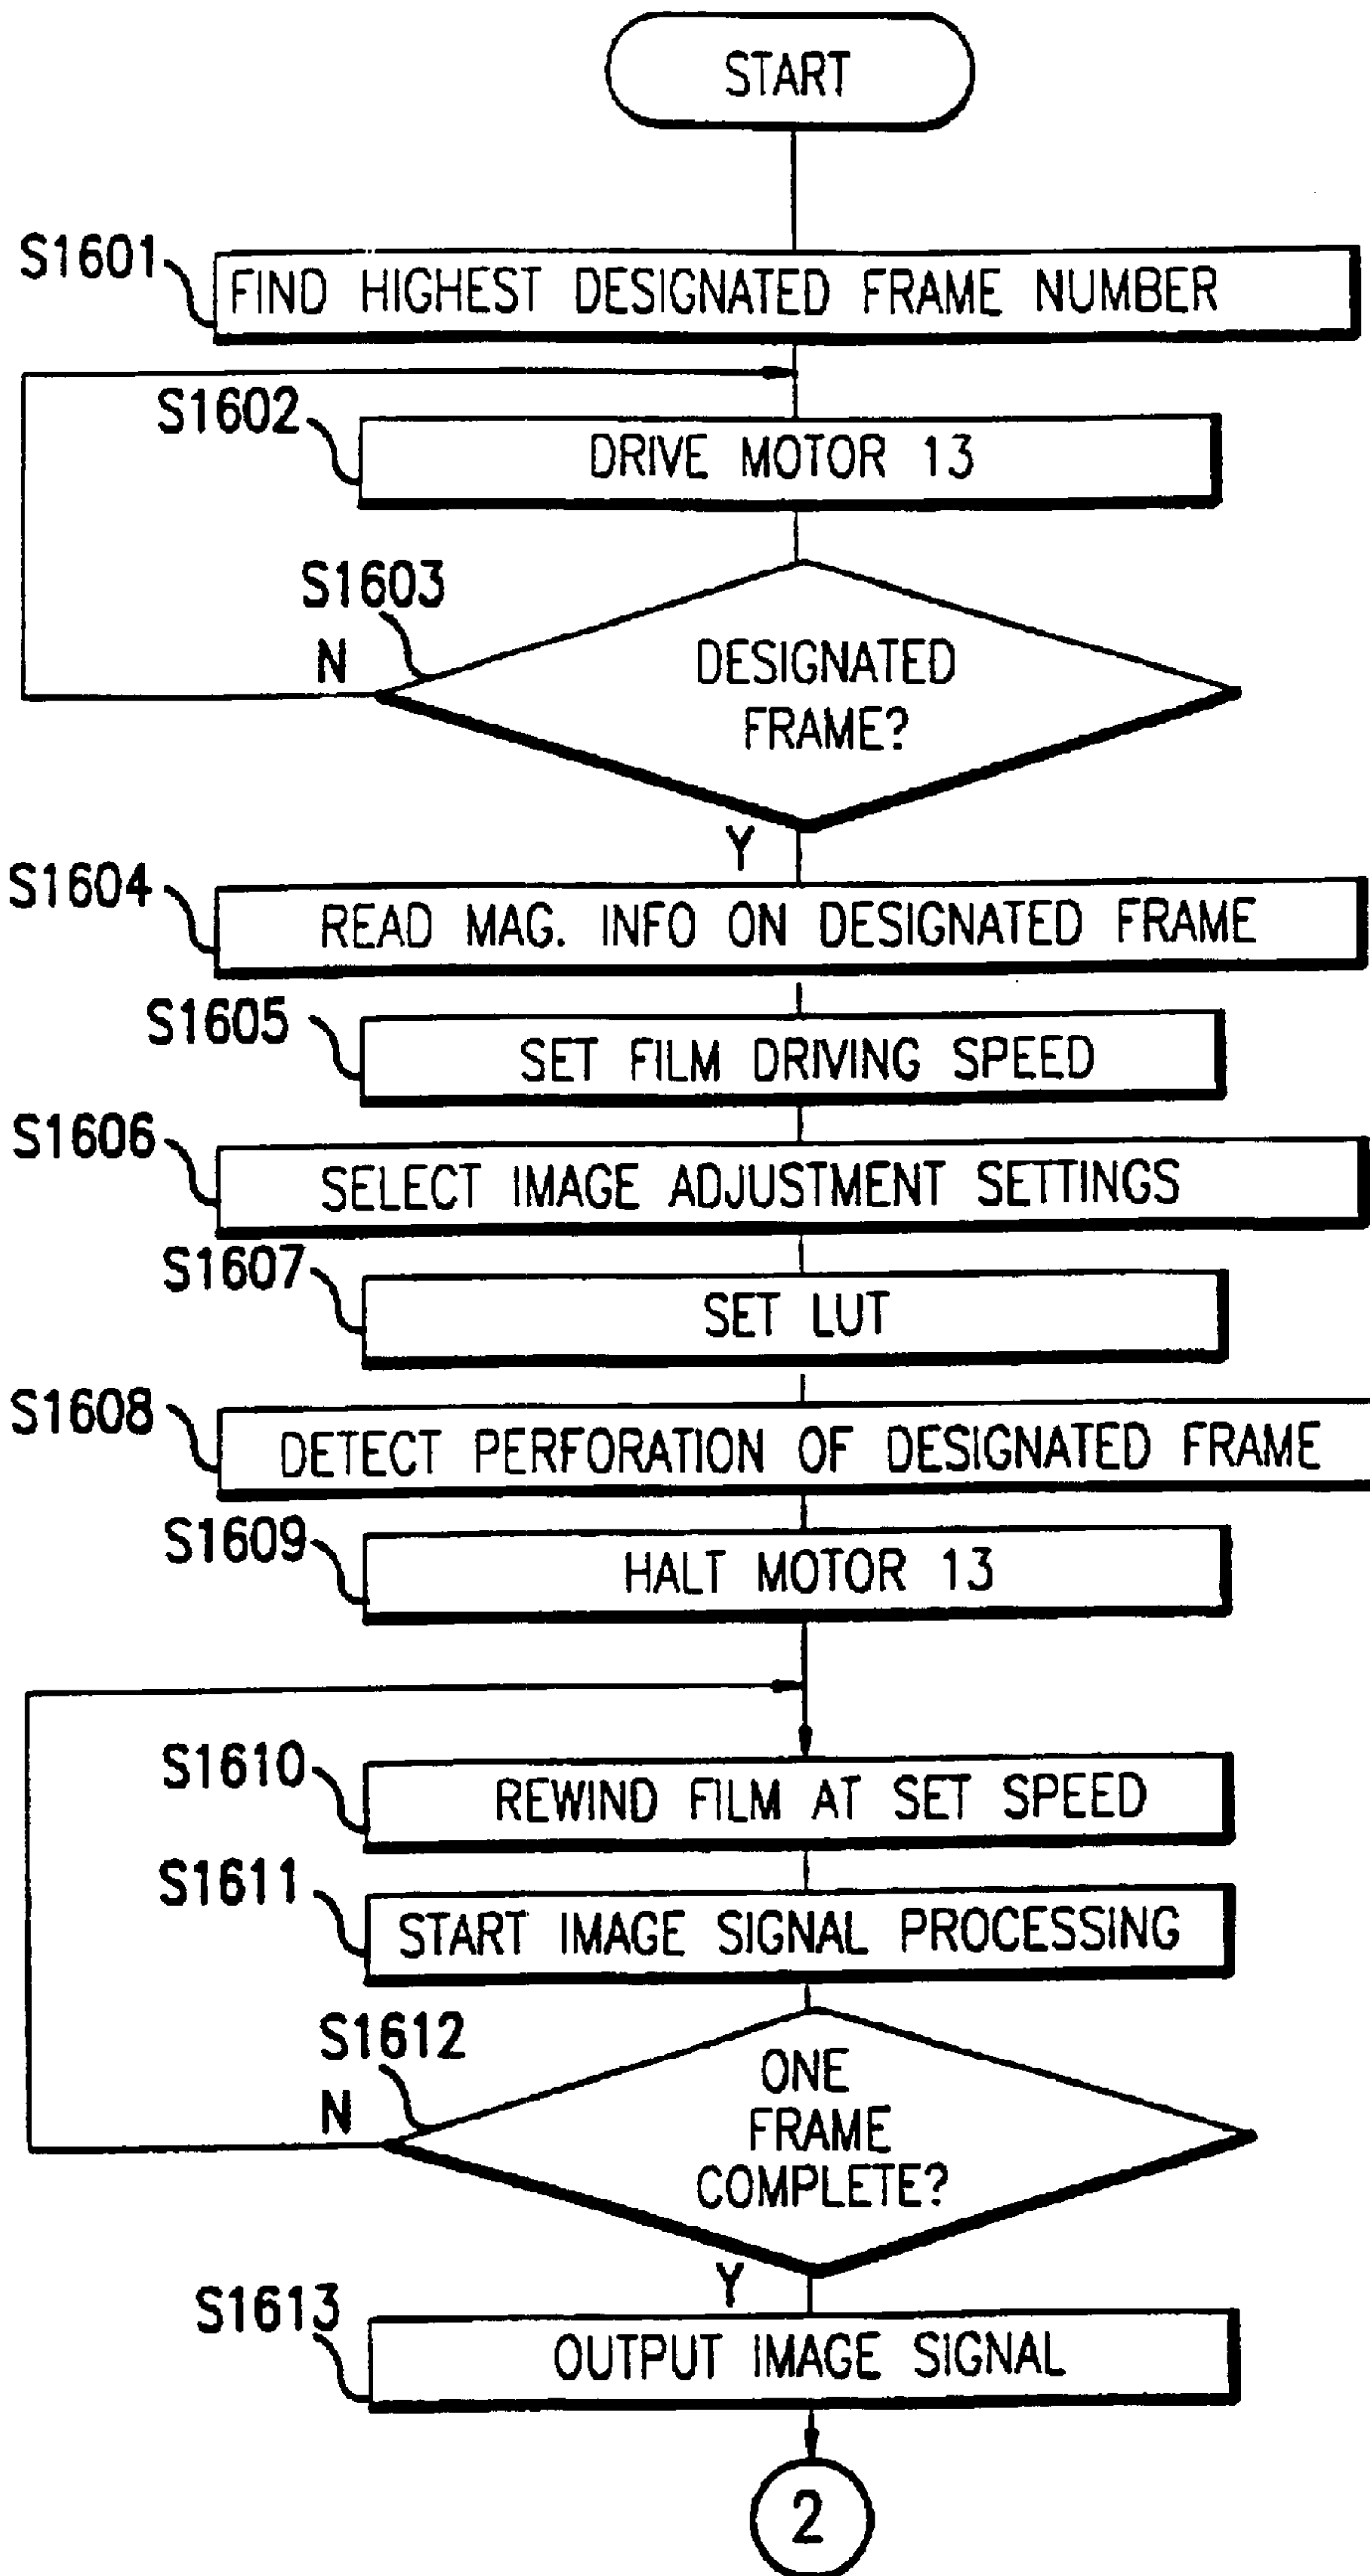 START
S1601
FIND HIGHEST DESIGNATED FRAME NUMBER
S1602
DRIVE MOTOR 13
S1603
N
DESIGNATED
FRAME?
Y
S1604
READ MAG. INFO ON DESIGNATED FRAME
S1605
SET FILM DRIVING SPEED
S1606
SELECT IMAGE ADJUSTMENT SETTINGS
S1607
SET LUT
S1608
DETECT PERFORATION OF DESIGNATED FRAME
S1609
HALT MOTOR 13
S1610
REWIND FILM AT SET SPEED
S1611
START IMAGE SIGNAL PROCESSING
S1612
N
ONE
FRAME
COMPLETE?
Y
S1613
OUTPUT IMAGE SIGNAL
2